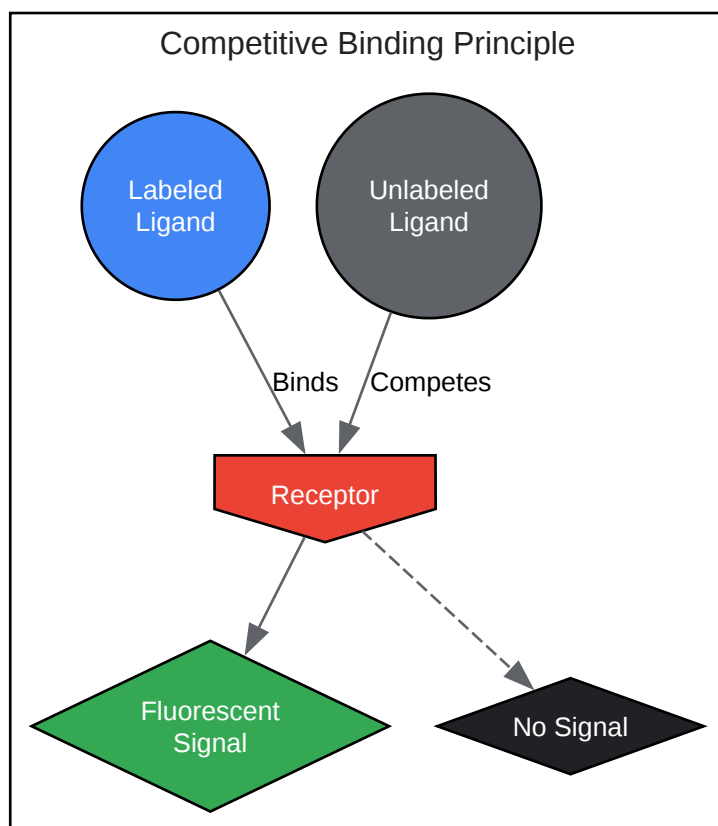 Competitive Binding Principle
Labeled
Ligand
Unlabeled
Ligand
Binds
Competes
Receptor
Fluorescent
Signal
No Signal